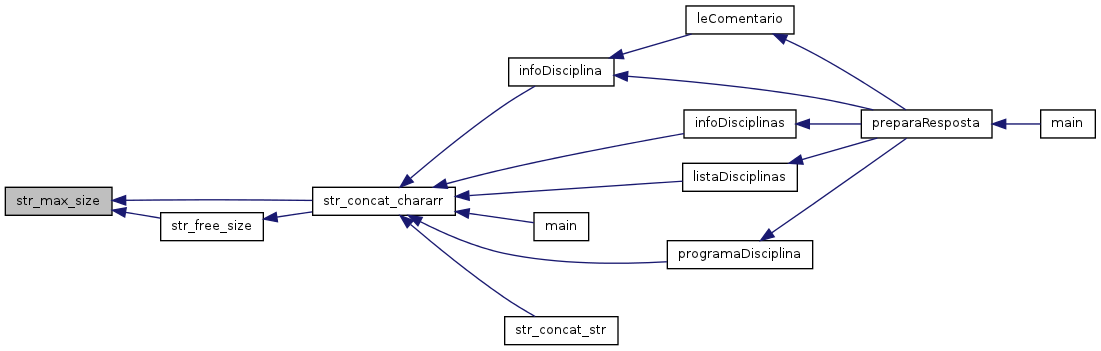 leComentario
infoDisciplina
infoDisciplinas
preparaResposta
main
listaDisciplinas
str_max_size
str_concat_chararr
str_free_size
main
programaDisciplina
str_concat_str